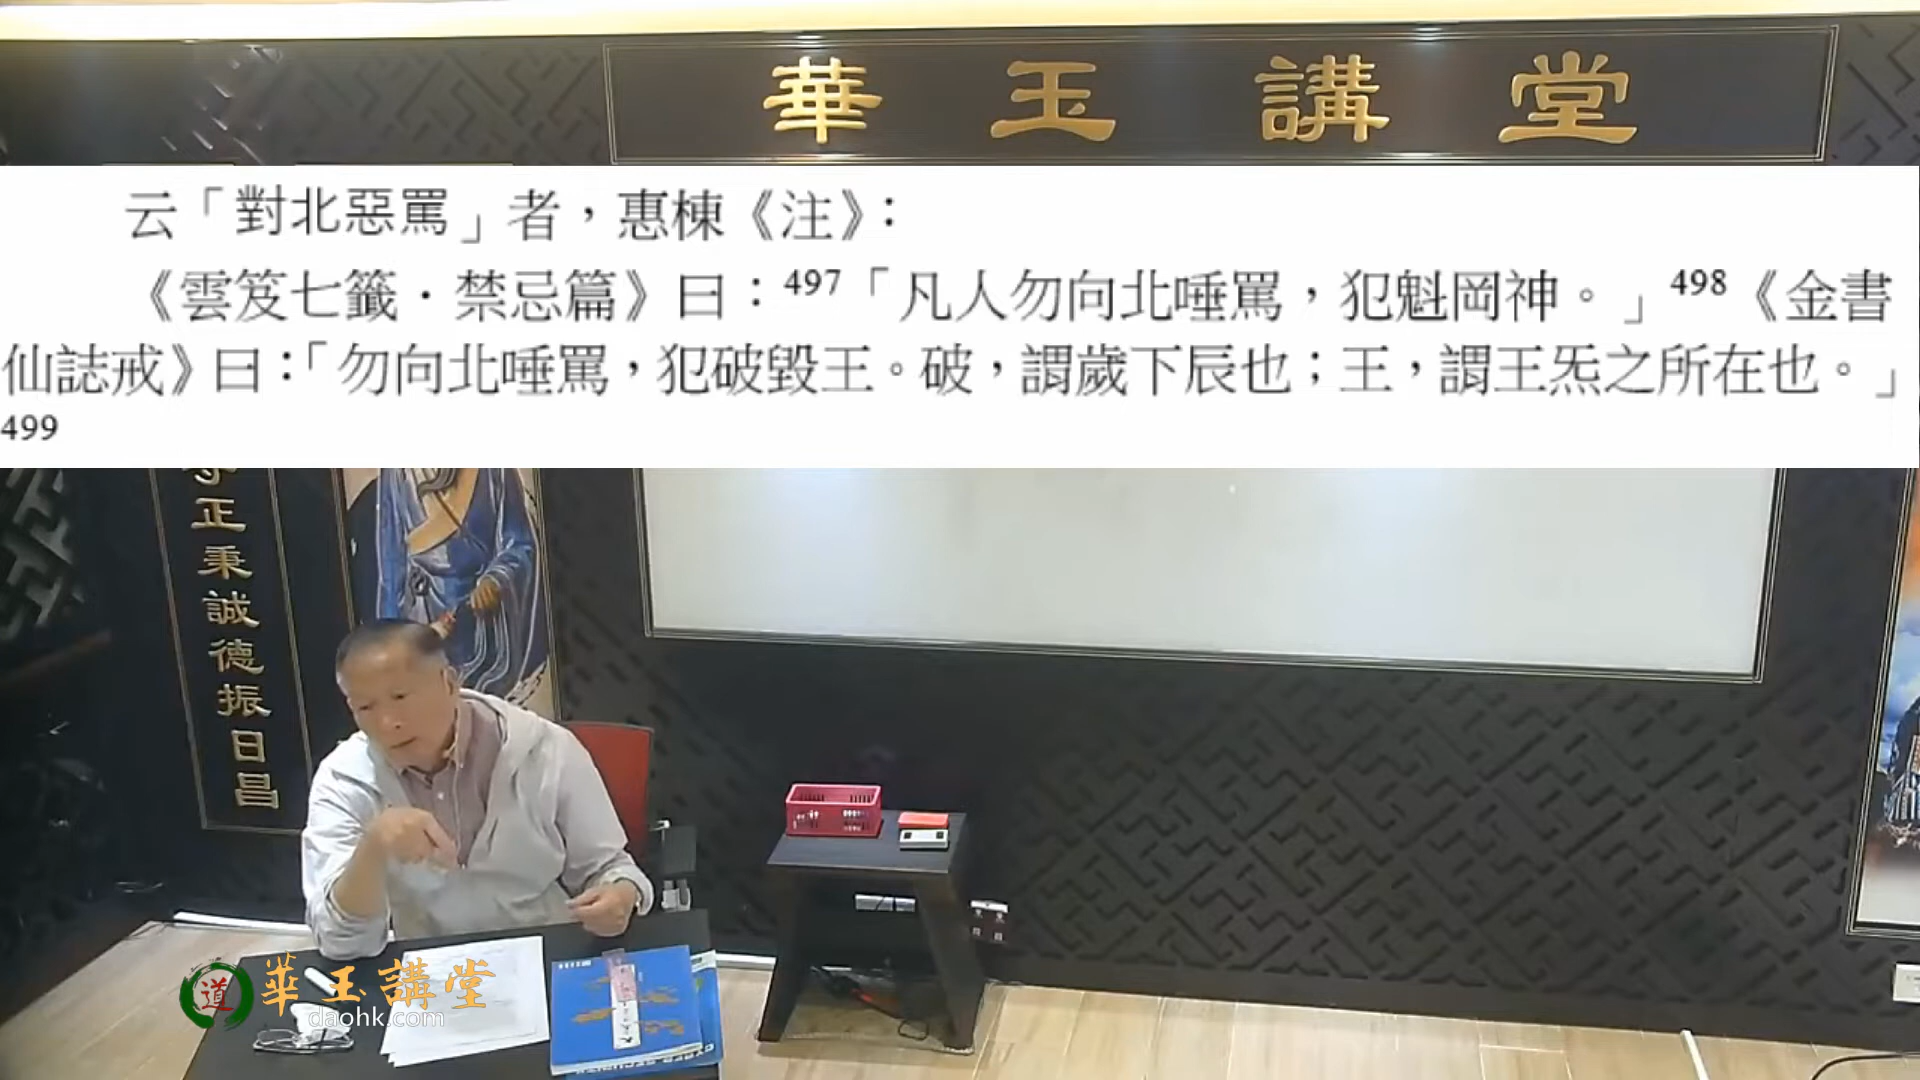 華玉講堂
云「對北惡罵」者，惠棟《注》：
《雲笈七籤．禁忌篇》曰：497「凡人勿向北唾罵，犯魁岡神。」498《金書
仙誌戒》曰：「勿向北唾罵，犯破毀王。破，謂歲下辰也；王，謂王炁之所在也。」
499
正秉誠德振日昌
道
華玉講堂
daohk.com